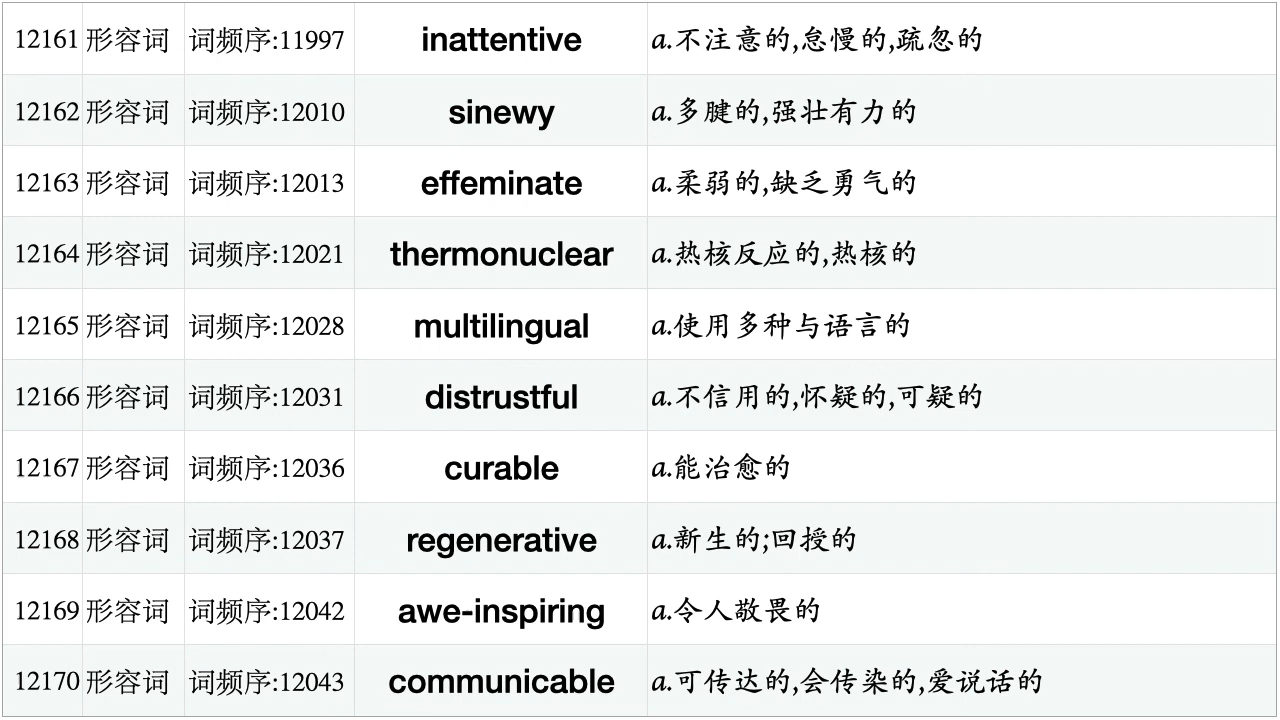 12161 形容词 词频序:11997 inattentive a.不注意的,怠慢的,疏忽的
12162 形容词 词频序:12010 sinewy a.多腱的,强壮有力的
12163 形容词 词频序:12013 effeminate a.柔弱的,缺乏勇气的
12164 形容词 词频序:12021 thermonuclear a.热核反应的,热核的
12165 形容词 词频序:12028 multilingual a.使用多种与语言的
12166 形容词 词频序:12031 distrustful a.不信用的,怀疑的,可疑的
12167 形容词 词频序:12036 curable a.能治愈的
12168 形容词 词频序:12037 regenerative a.新生的;回授的
12169 形容词 词频序:12042 awe-inspiring a.令人敬畏的
12170 形容词 词频序:12043 communicable a.可传达的,会传染的,爱说话的